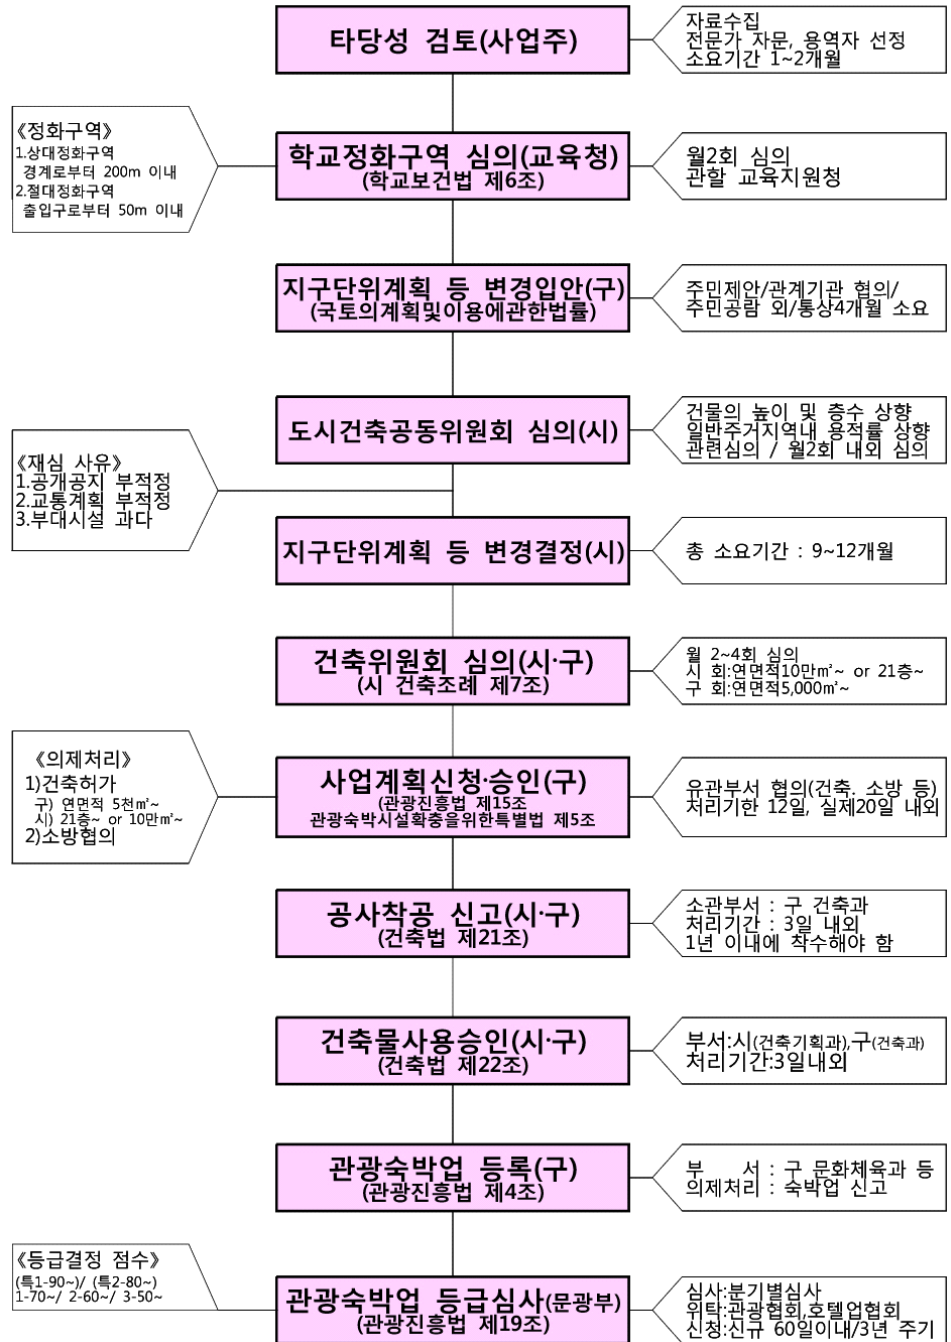 타당성 검토(사업주)
자료수집
전문가 자문, 용역자 선정
소요기간 1~2개월
《정화구역》
1.상대정화구역
경계로부터 200m 이내
2.절대정화구역
출입구로부터 50m 이내
학교정화구역 심의(교육청)
(학교보건법 제6조)
월2회 심의
관할 교육지원청
지구단위계획 등 변경입안(구)
(국토의계획및이용에관한법률)
주민제안/관계기관 협의/
주민공람 외/통상4개월 소요
도시건축공동위원회 심의(시)
건물의 높이 및 층수 상향
일반주거지역내 용적률 상향
관련심의 / 월2회 내외 심의
《재심 사유》
1.공개공지 부적정
2.교통계획 부적정
3.부대시설 과다
지구단위계획 등 변경결정(시)
총 소요기간 : 9~12개월
건축위원회 심의(시·구)
(시 건축조례 제7조)
월 2~4회 심의
시 회:연면적10만㎡~ or 21층~
구 회:연면적5,000㎡~
《의제처리》
1)건축허가
구) 연면적 5천㎡~
시) 21층~ or 10만㎡~
2)소방협의
사업계획신청·승인(구)
(관광진흥법 제15조
관광숙박시설확충을위한특별법 제5조
유관부서 협의(건축. 소방 등)
처리기한 12일, 실제20일 내외
공사착공 신고(시·구)
(건축법 제21조)
소관부서 : 구 건축과
처리기간 : 3일 내외
1년 이내에 착수해야 함
건축물사용승인(시·구)
(건축법 제22조)
부서:시(건축기획과),구(건축과)
처리기간:3일내외
관광숙박업 등록(구)
(관광진흥법 제4조)
부 서 : 구 문화체육과 등
의제처리 : 숙박업 신고
《등급결정 점수》
(특1-90~)/ (특2-80~)
1-70~/ 2-60~/ 3-50~
관광숙박업 등급심사(문광부)
(관광진흥법 제19조)
심사:분기별심사
위탁:관광협회,호텔업협회
신청:신규 60일이내/3년 주기